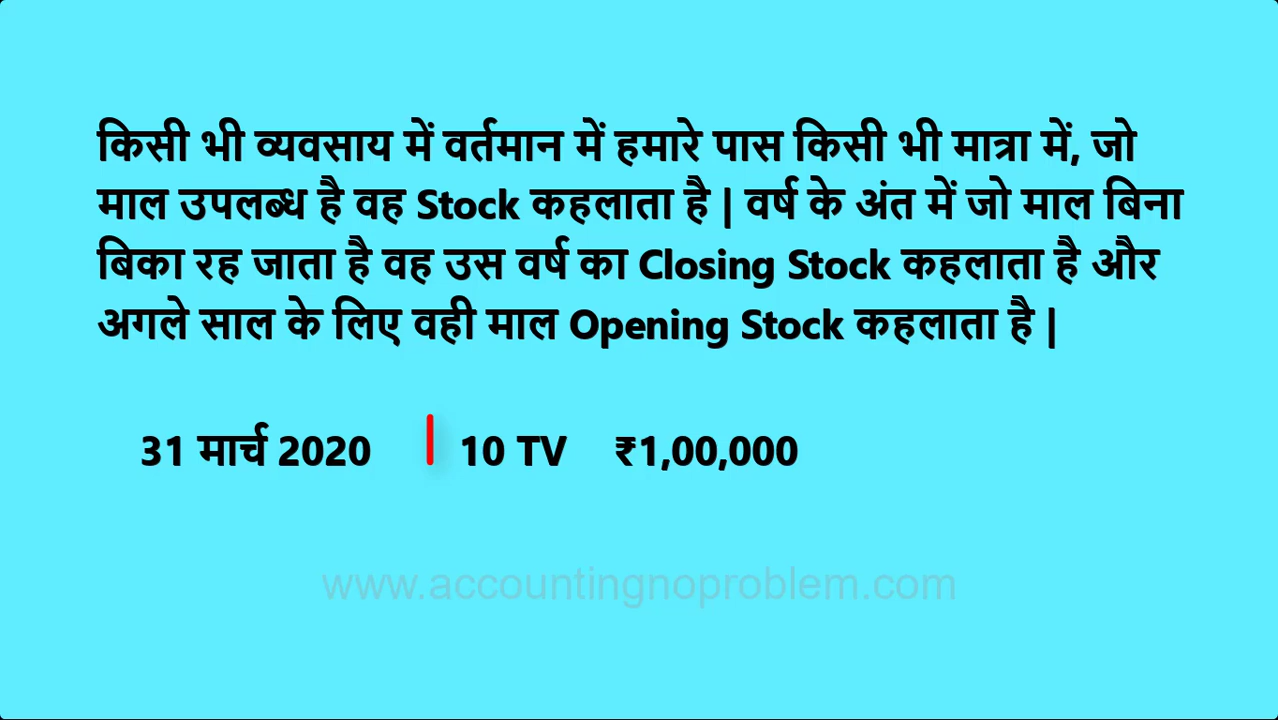 किसी भी व्यवसाय में वर्तमान में हमारे पास किसी भी मात्रा में, जो
माल उपलब्ध है वह Stock कहलाता है | वर्ष के अंत में जो माल बिना
बिका रह जाता है वह उस वर्ष का Closing Stock कहलाता है और
अगले साल के लिए वही माल Opening Stock कहलाता है |
31 मार्च 2020 10 TV ₹1,00,000
www.accountingnoproblem.com